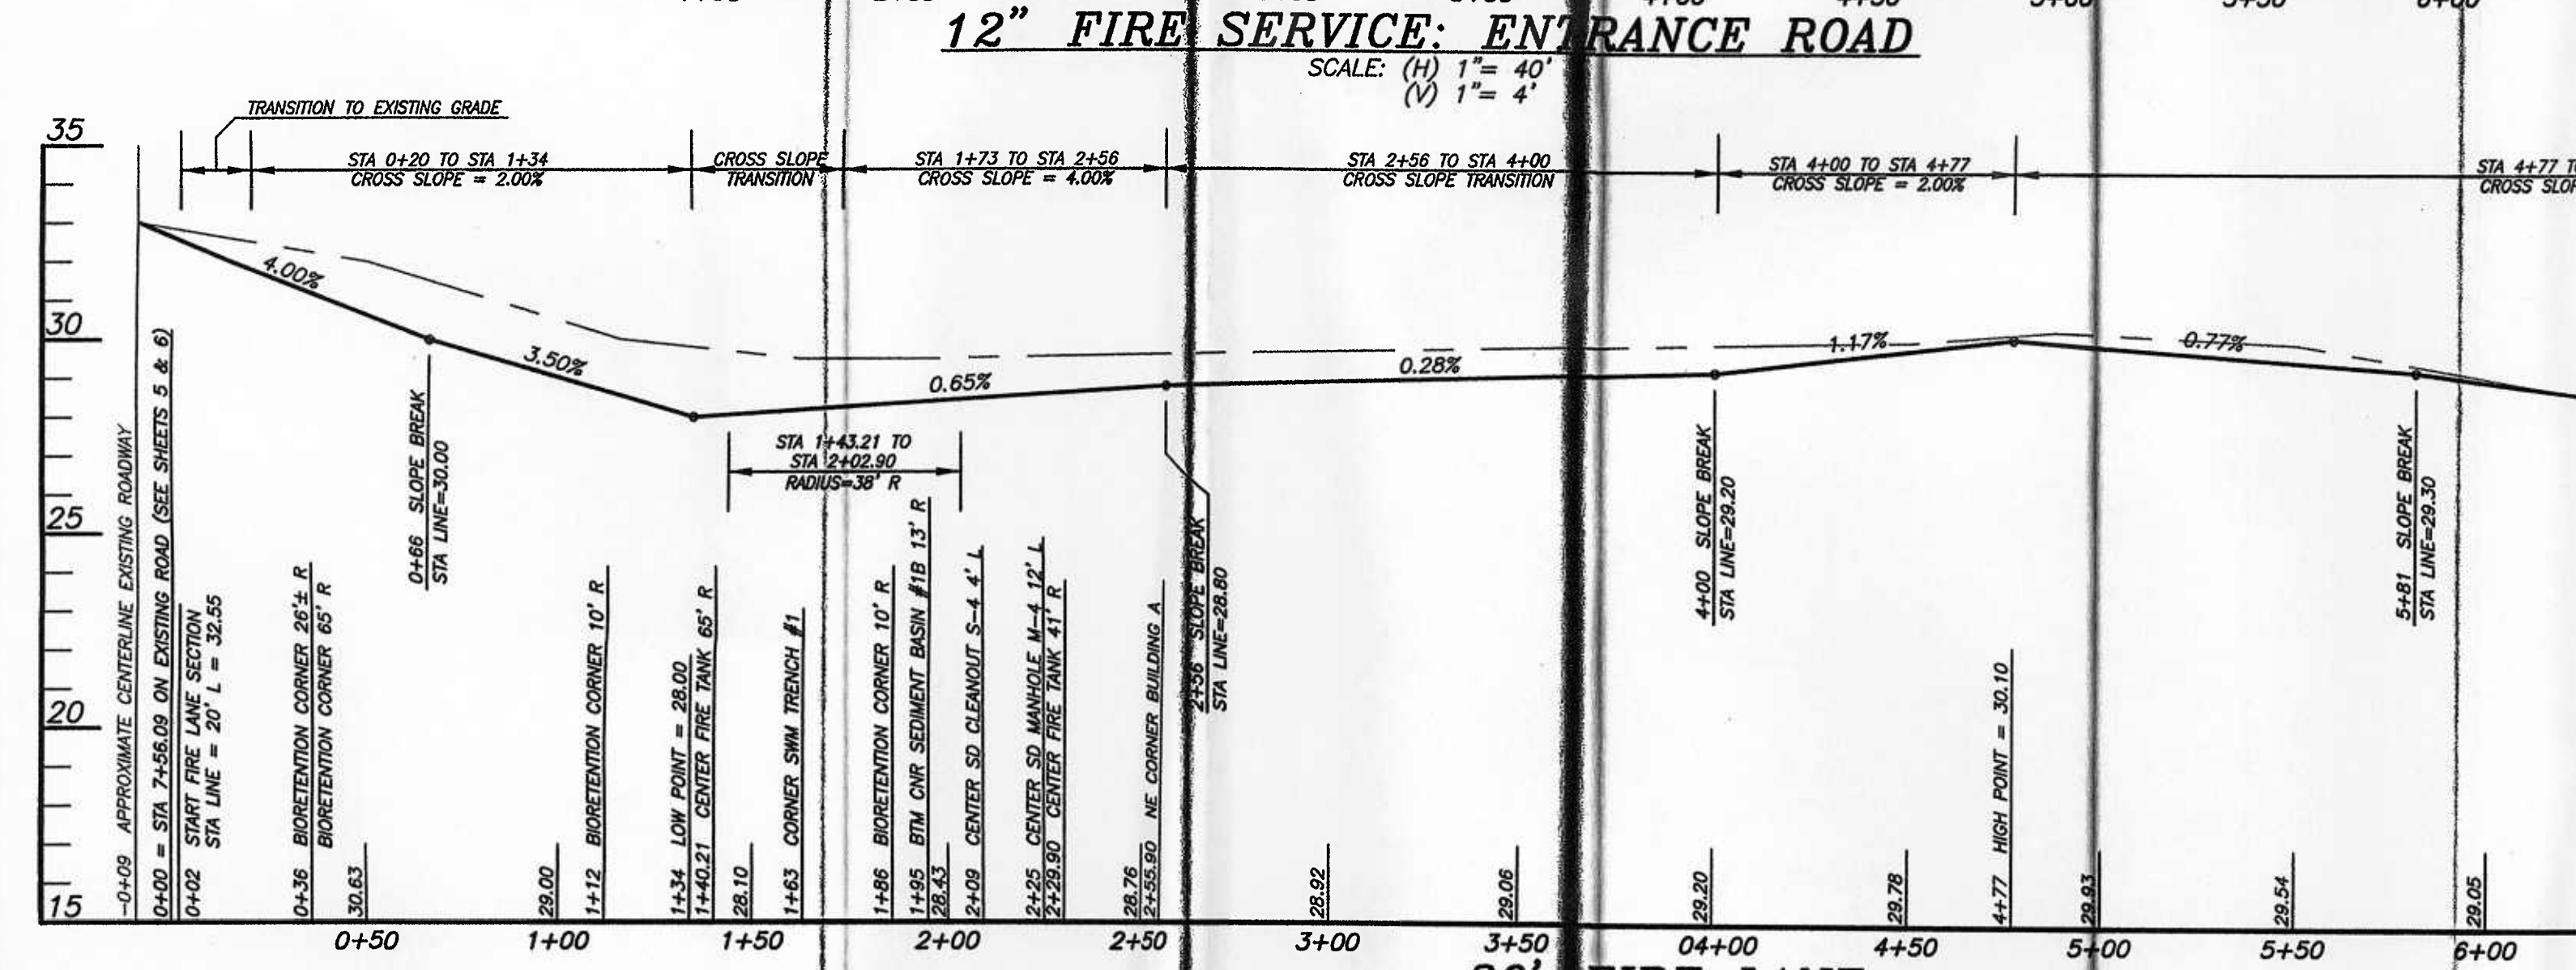 12" FIRE SERVICE: ENTRANCE ROAD
SCALE: (H) 1"= 40'
(V) 1"= 4'
TRANSITION TO EXISTING GRADE
STA 0+20 TO STA 1+34
CROSS SLOPE = 2.00%
CROSS SLOPE
TRANSITION
STA 1+73 TO STA 2+56
CROSS SLOPE = 4.00%
STA 2+56 TO STA 4+00
CROSS SLOPE TRANSITION
STA 4+00 TO STA 4+77
CROSS SLOPE = 2.00%
STA 4+77
CROSS
35
30
25
20
15
4.00%
3.50%
0.65%
0.28%
1.17%
0.77%
STA 1+43.21 TO
STA 2+02.90
RADIUS=38' R
-0+09 APPROXIMATE CENTERLINE EXISTING ROADWAY
0+00 = STA 7+56.09 ON EXISTING ROAD (SEE SHEETS 5 & 6)
0+02 START FIRE LANE SECTION
STA LINE = 20' L = 32.55
0+36 BIORETENTION CORNER 26'± R
BIORETENTION CORNER 65' R
30.63
0+66 SLOPE BREAK
STA LINE=30.00
29.00
1+12 BIORETENTION CORNER 10' R
1+34 LOW POINT = 28.00
1+40.21 CENTER FIRE TANK 65' R
28.10
1+63 CORNER SWM TRENCH #1
1+86 BIORETENTION CORNER 10' R
1+95 BTM CNR SEDIMENT BASIN #1B 13' R
28.43
2+09 CENTER SD CLEANOUT S-4 4' L
2+25 CENTER SD MANHOLE M-4 12' L
2+29.90 CENTER FIRE TANK 41' R
28.76
2+55.90 NE CORNER BUILDING A
2+56 SLOPE BREAK
STA LINE=28.80
28.92
29.06
4+00 SLOPE BREAK
STA LINE=29.20
29.20
29.78
4+77 HIGH POINT = 30.10
29.93
29.54
5+81 SLOPE BREAK
STA LINE=29.30
29.05
0+50 1+00 1+50 2+00 2+50 3+00 3+50 04+00 4+50 5+00 5+50 6+00